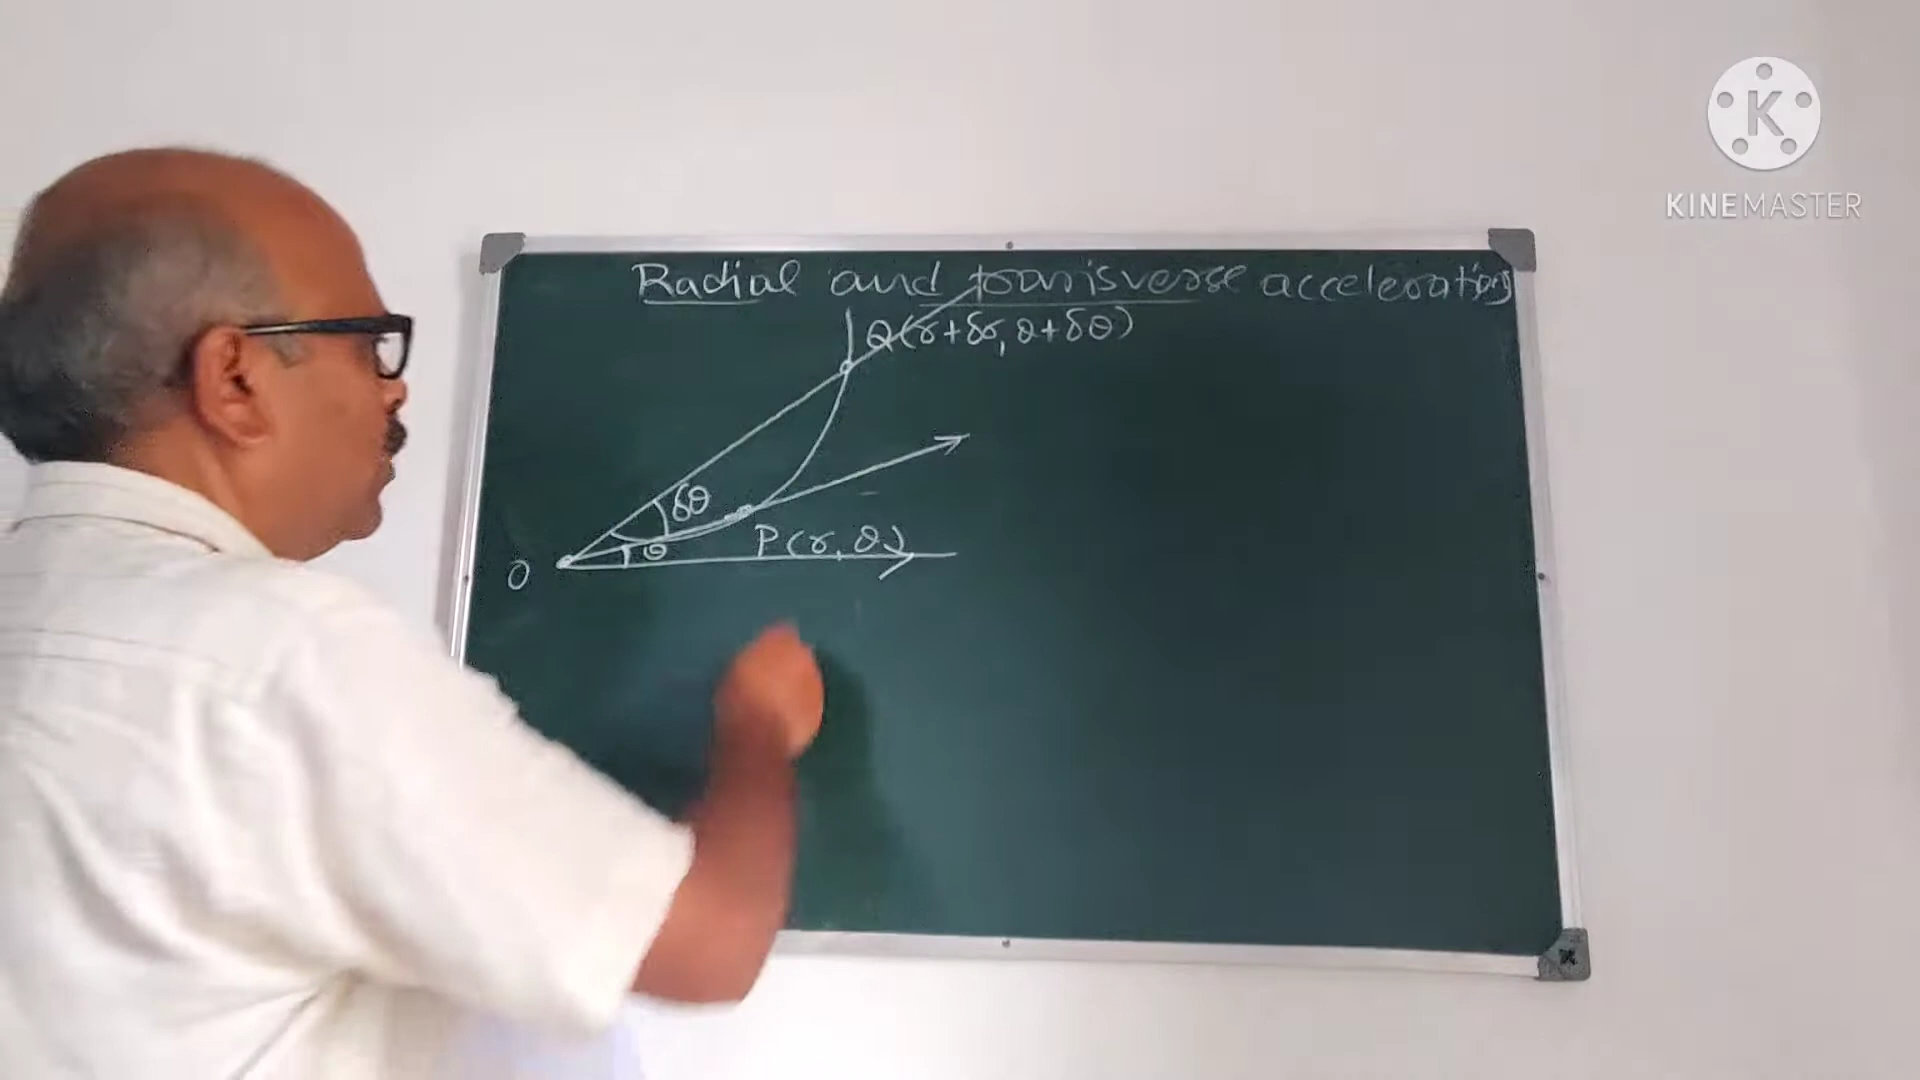 K
KINEMASTER
Radial and transverse accelerations
Q(r+δr, θ+δθ)
δθ
θ
P(r, θ)
O